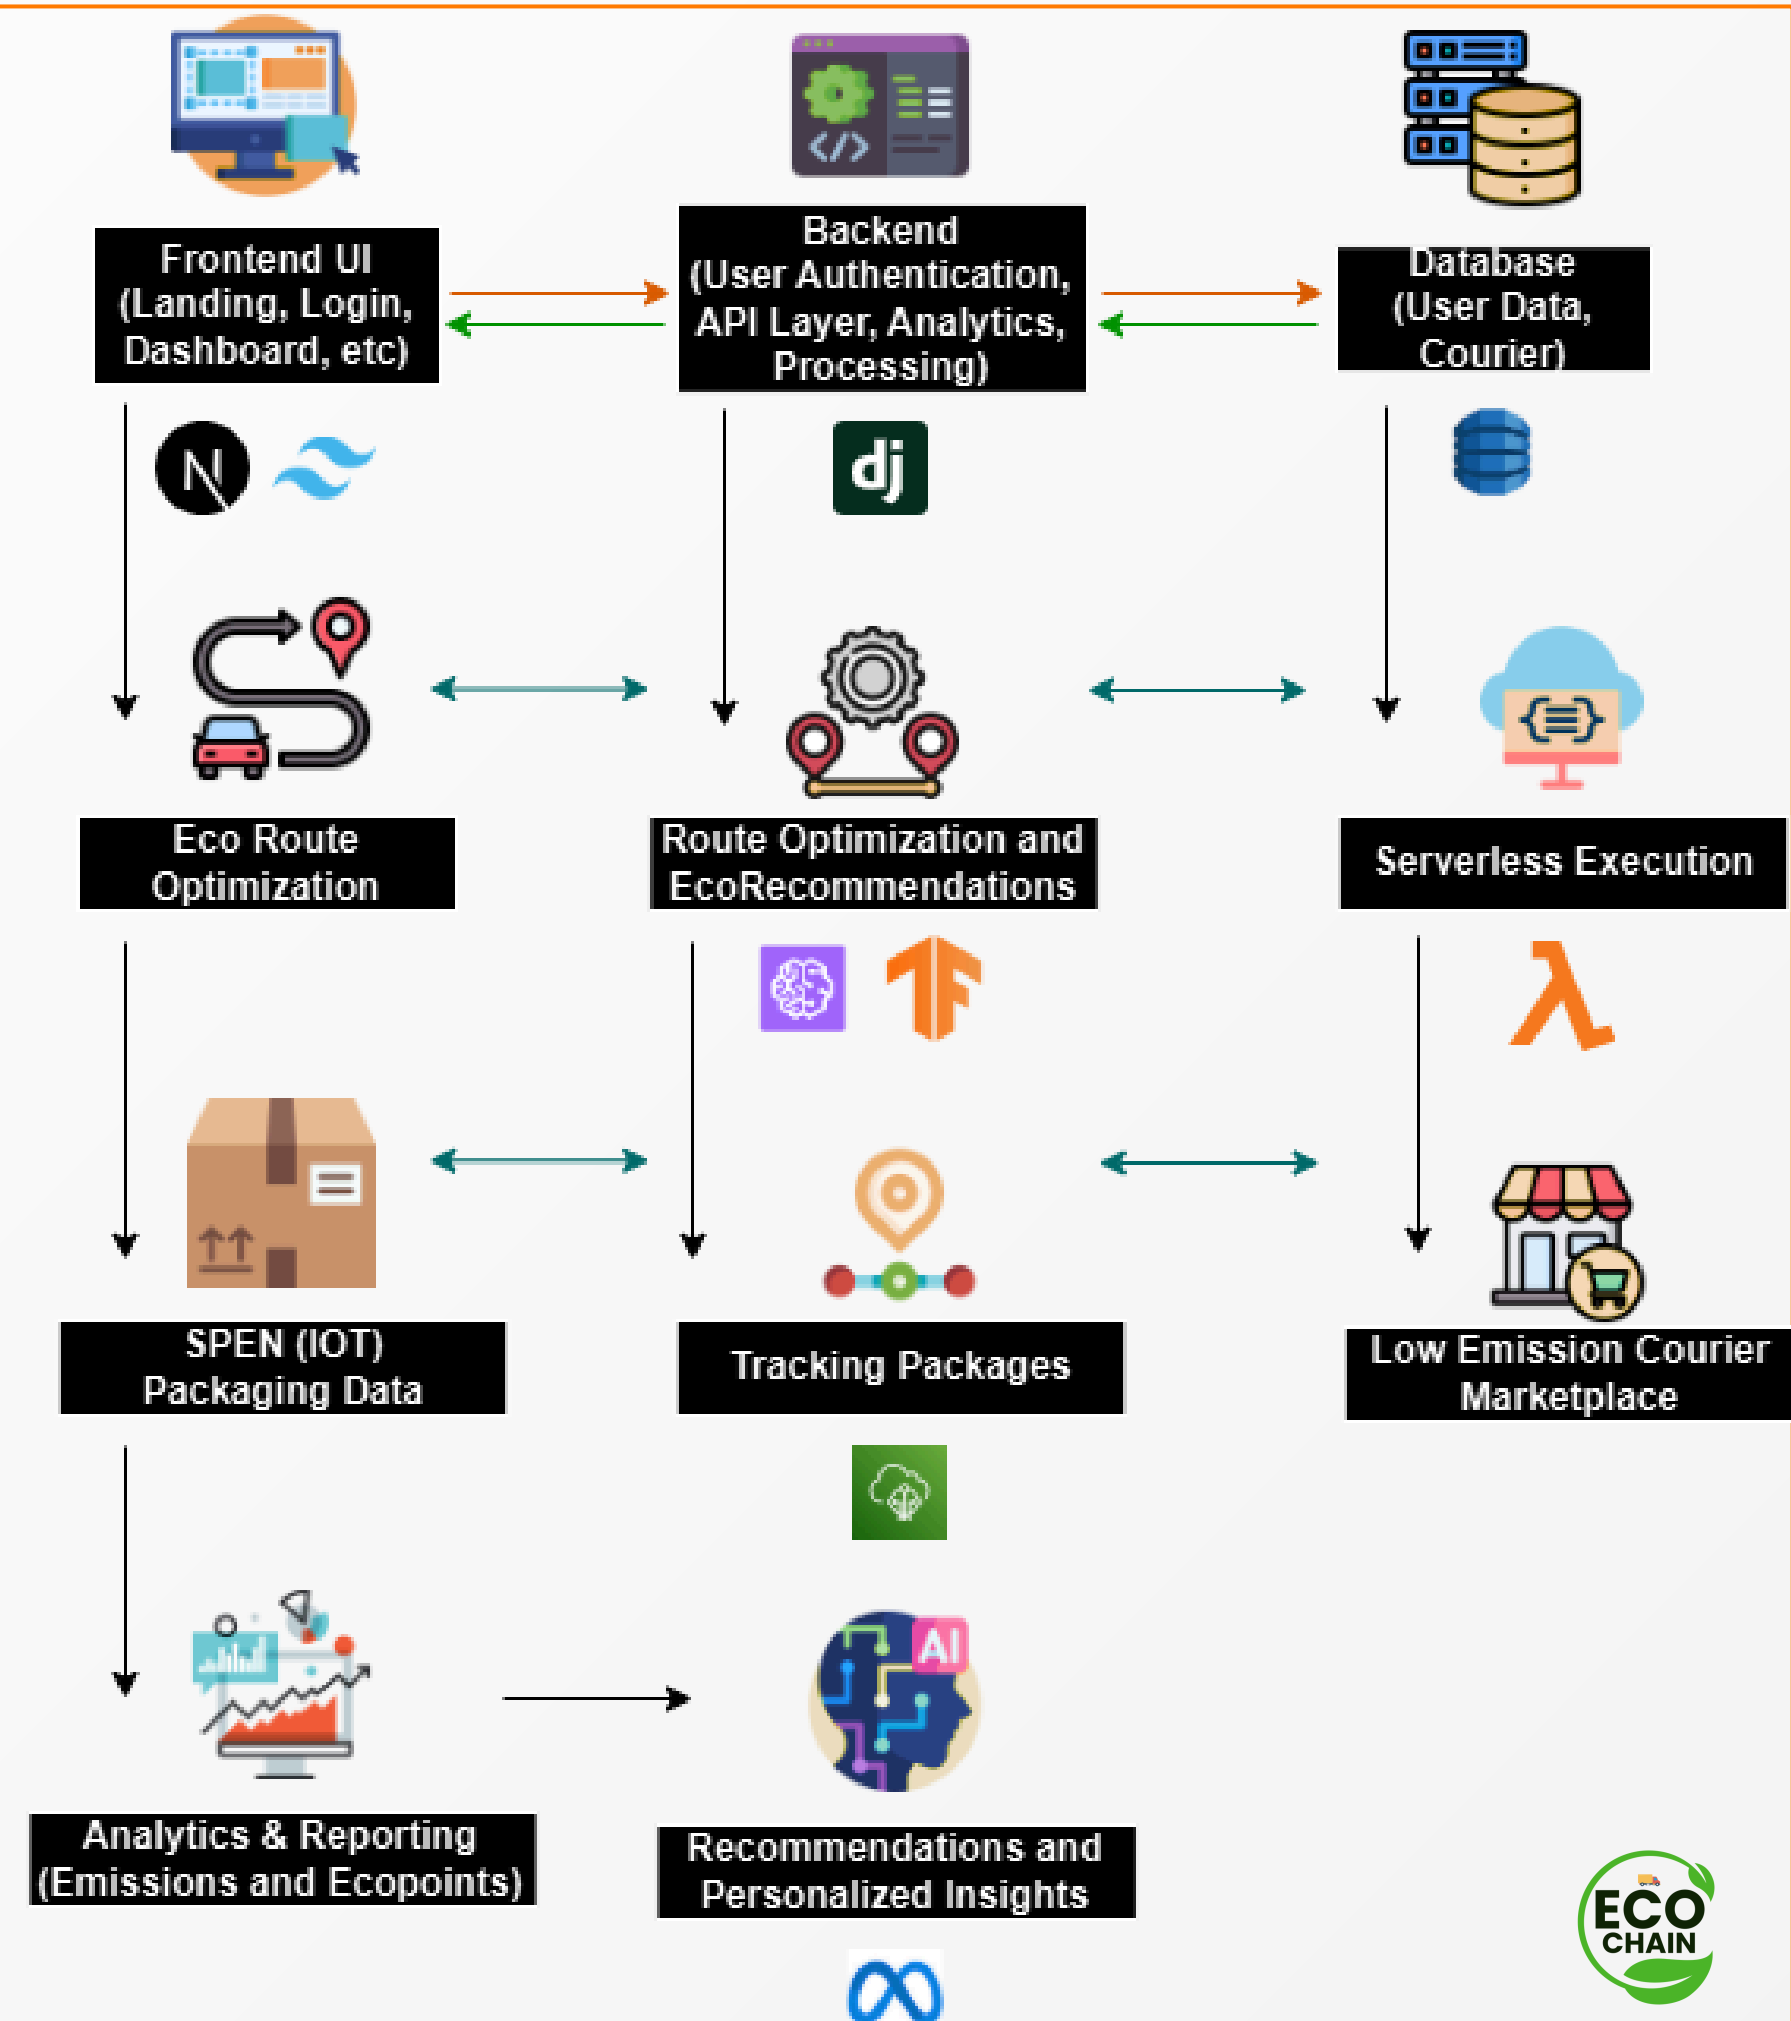 Frontend UI
(Landing, Login,
Dashboard, etc)
Backend
(User Authentication,
API Layer, Analytics,
Processing)
Database
(User Data,
Courier)
N
dj
Eco Route
Optimization
Route Optimization and
EcoRecommendations
Serverless Execution
λ
SPEN (IOT)
Packaging Data
Tracking Packages
Low Emission Courier
Marketplace
AI
Analytics & Reporting
(Emissions and Ecopoints)
Recommendations and
Personalized Insights
ECO
CHAIN